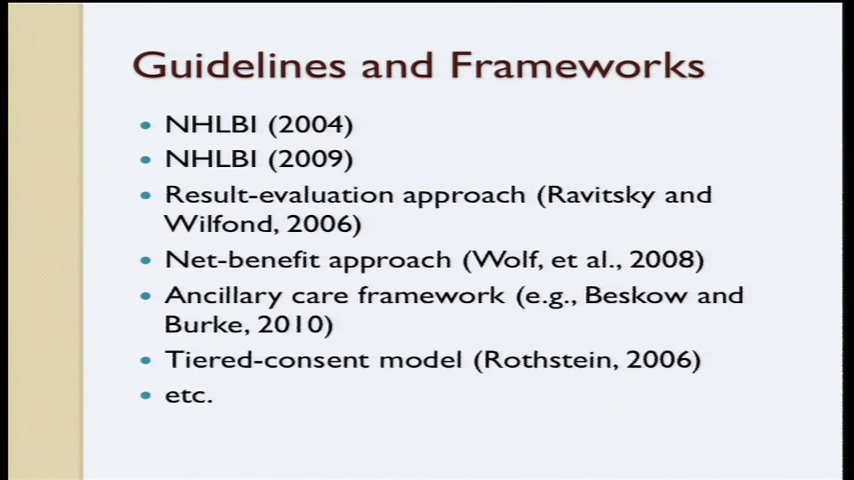 Guidelines and Frameworks
• NHLBI (2004)
• NHLBI (2009)
• Result-evaluation approach (Ravitsky and
Wilfond, 2006)
• Net-benefit approach (Wolf, et al., 2008)
• Ancillary care framework (e.g., Beskow and
Burke, 2010)
• Tiered-consent model (Rothstein, 2006)
• etc.